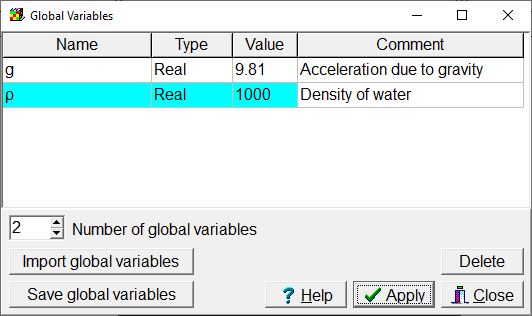 Global Variables
Name Type Value Comment
g Real 9.81 Acceleration due to gravity
ρ Real 1000 Density of water
2 Number of global variables
Import global variables Delete
Save global variables ? Help Apply Close